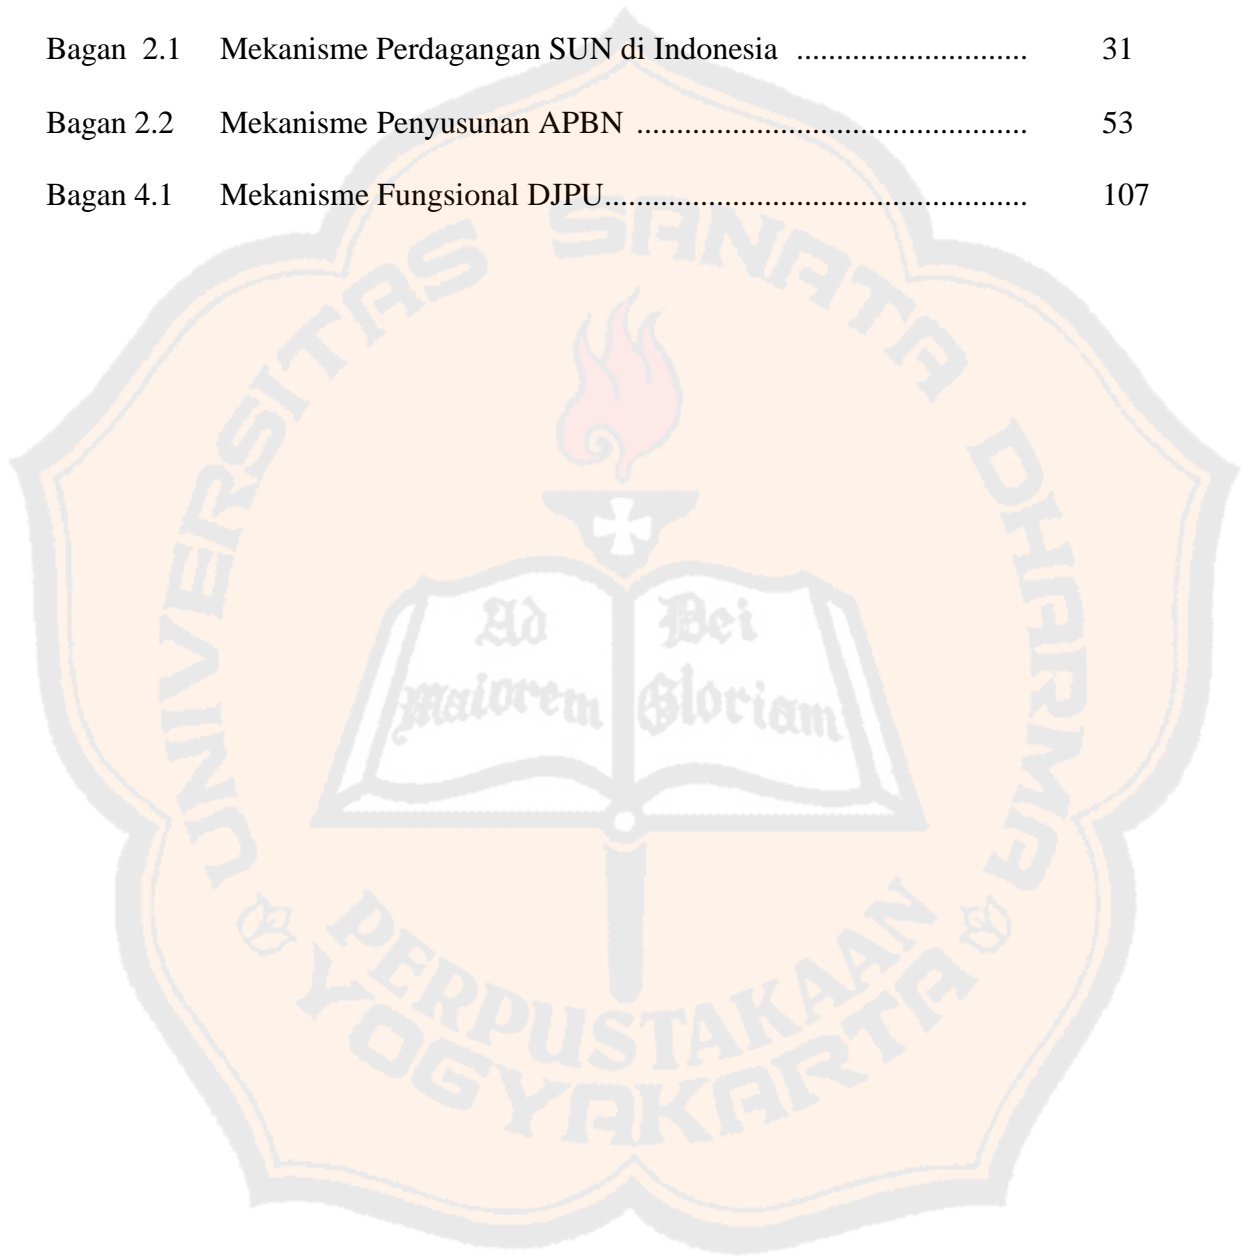 Bagan 2.1 Mekanisme Perdagangan SUN di Indonesia ............................. 31
Bagan 2.2 Mekanisme Penyusunan APBN ................................................. 53
Bagan 4.1 Mekanisme Fungsional DJPU..................................................... 107
UNIVERSITAS SANATA DHARMA
Ad Dei
maiorem Gloriam
PERPUSTAKAAN
YOGYAKARTA